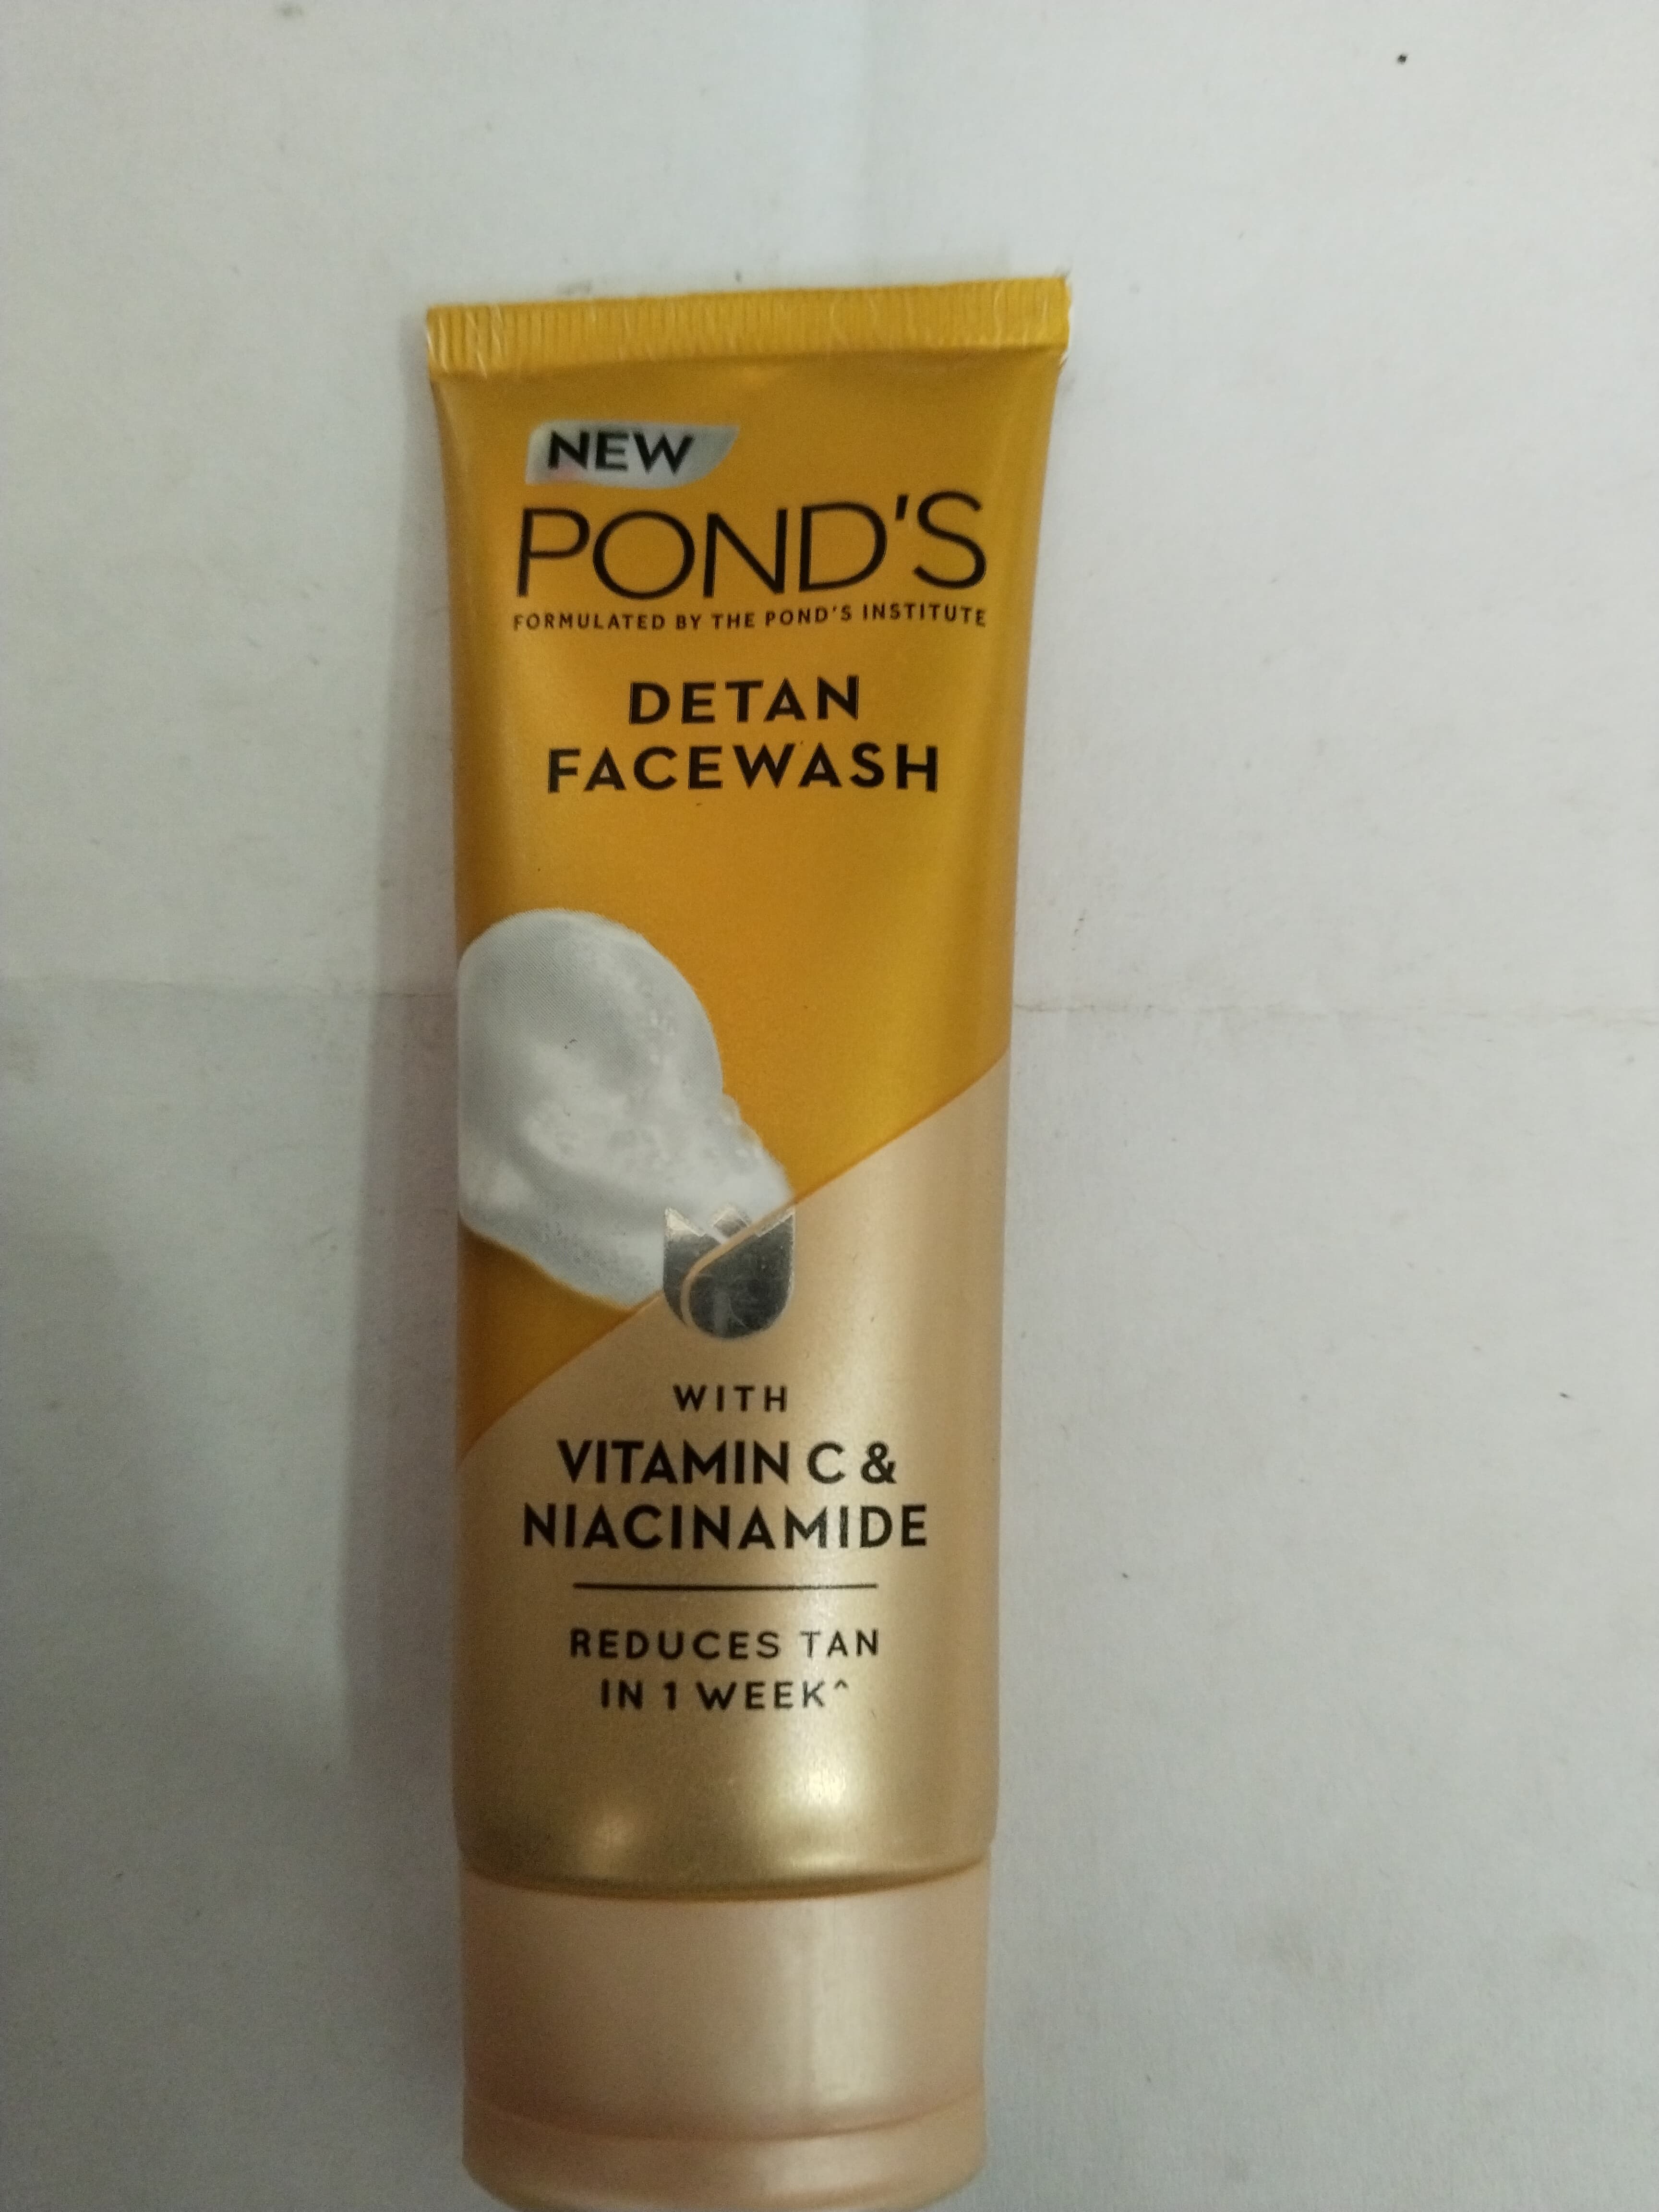 NEW
POND'S
FORMULATED BY THE POND'S INSTITUTE
DETAN
FACEWASH
WITH
VITAMIN C &
NIACINAMIDE
REDUCES TAN
IN 1 WEEK^